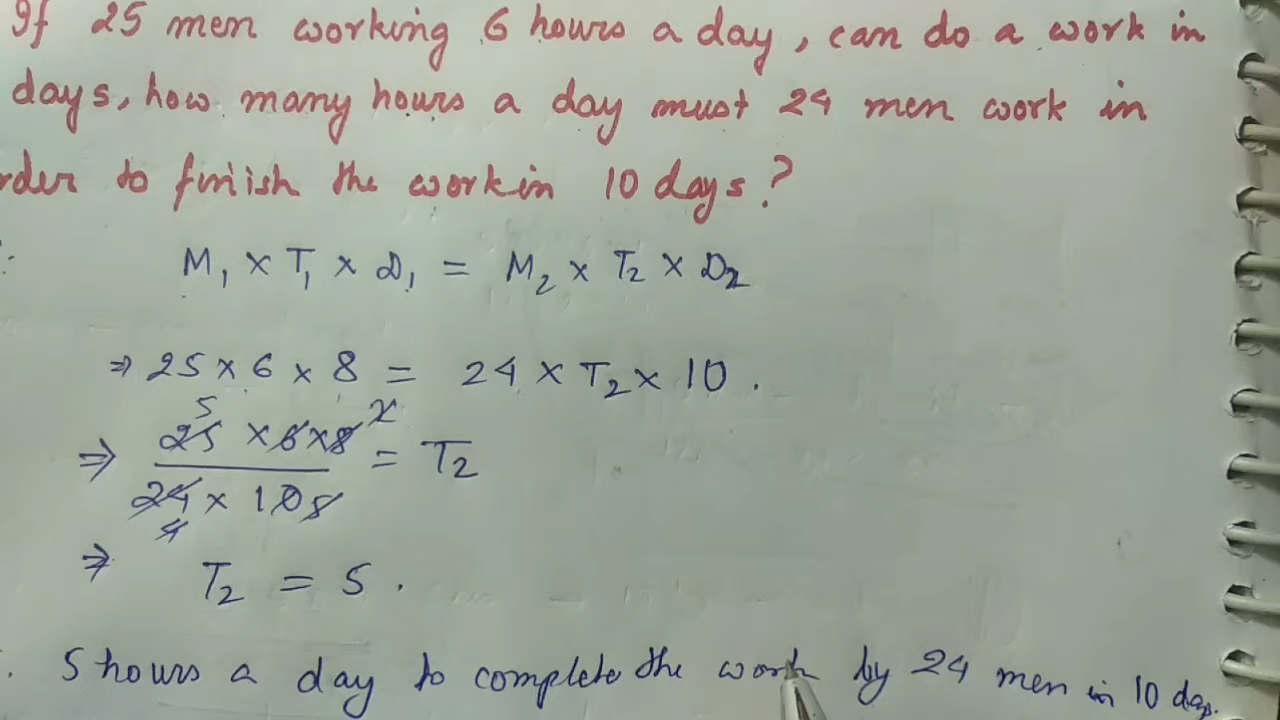 If 25 men working 6 hours a day, can do a work in
days, how many hours a day must 24 men work in
rder to finish the work in 10 days?
M₁ × T₁ × D₁ = M₂ × T₂ × D₂
⇒ 25 × 6 × 8 = 24 × T₂ × 10 .
5 2
⇒ 25 × 6 × 8 / 24 × 10 5 = T₂
4
⇒ T₂ = 5 .
. 5 hours a day to complete the work by 24 men in 10 days.